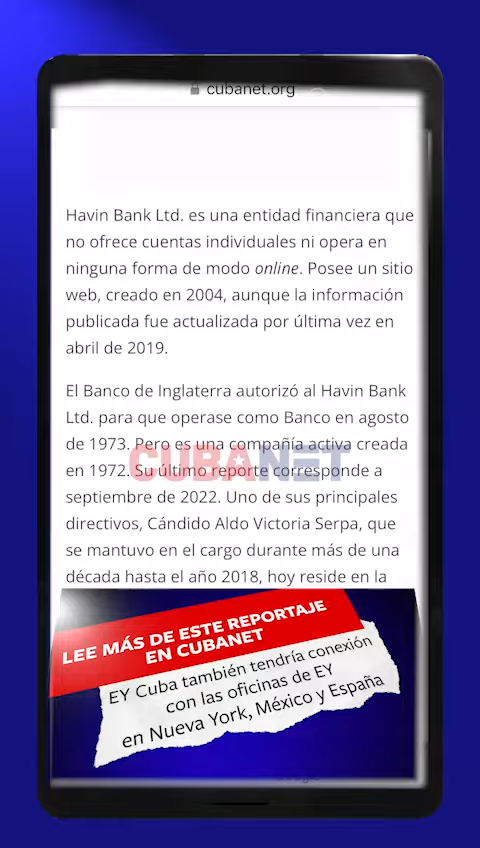 cubanet.org
Havin Bank Ltd. es una entidad financiera que
no ofrece cuentas individuales ni opera en
ninguna forma de modo online. Posee un sitio
web, creado en 2004, aunque la información
publicada fue actualizada por última vez en
abril de 2019.
El Banco de Inglaterra autorizó al Havin Bank
Ltd. para que operase como Banco en agosto
de 1973. Pero es una compañía activa creada
en 1972. Su último reporte corresponde a
septiembre de 2022. Uno de sus principales
directivos, Cándido Aldo Victoria Serpa, que
se mantuvo en el cargo durante más de una
década hasta el año 2018, hoy reside en la
CUBANET
LEE MÁS DE ESTE REPORTAJE
EN CUBANET
EY Cuba también tendría conexión
con las oficinas de EY
en Nueva York, México y España